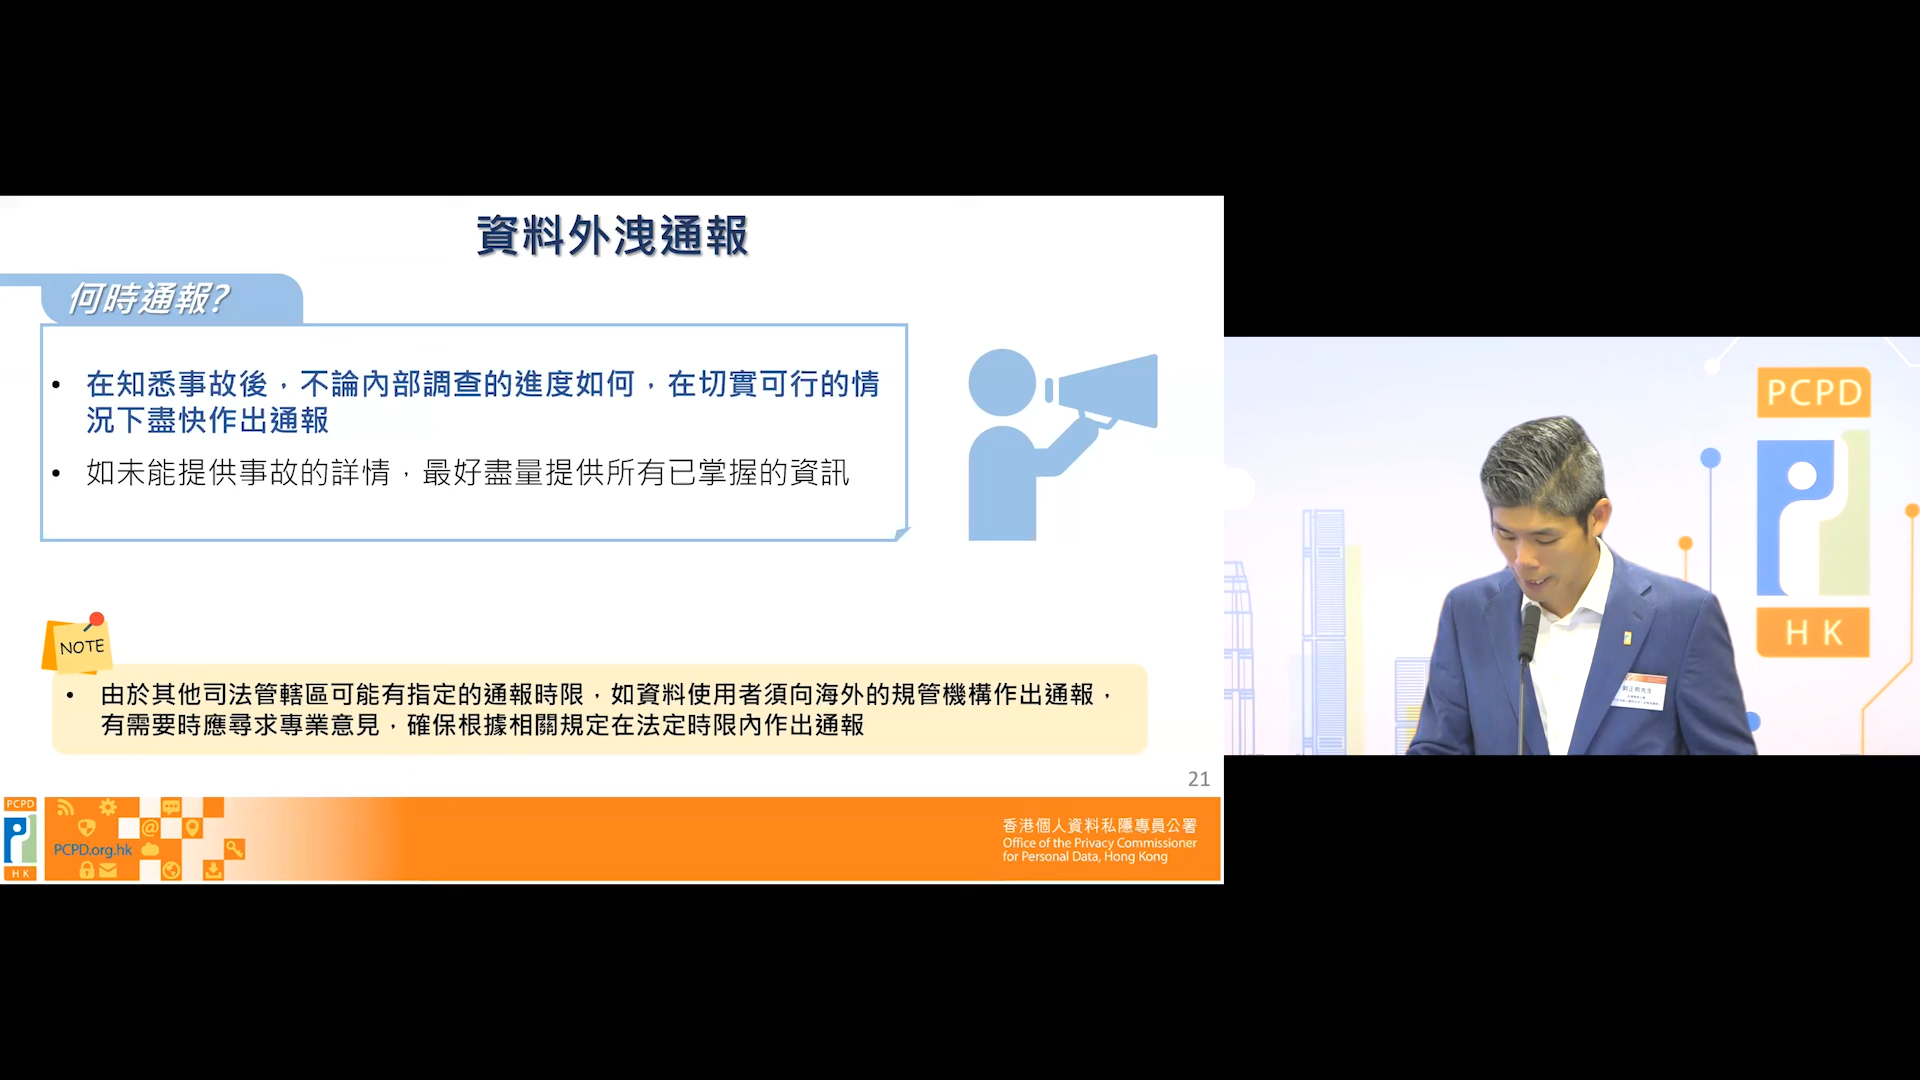 資料外洩通報
何時通報?
• 在知悉事故後，不論內部調查的進度如何，在切實可行的情
況下盡快作出通報
• 如未能提供事故的詳情，最好盡量提供所有已掌握的資訊
NOTE
• 由於其他司法管轄區可能有指定的通報時限，如資料使用者須向海外的規管機構作出通報，
有需要時應尋求專業意見，確保根據相關規定在法定時限內作出通報
21
PCPD
PCPD.org.hk
HK
香港個人資料私隱專員公署
Office of the Privacy Commissioner
for Personal Data, Hong Kong
PCPD
HK